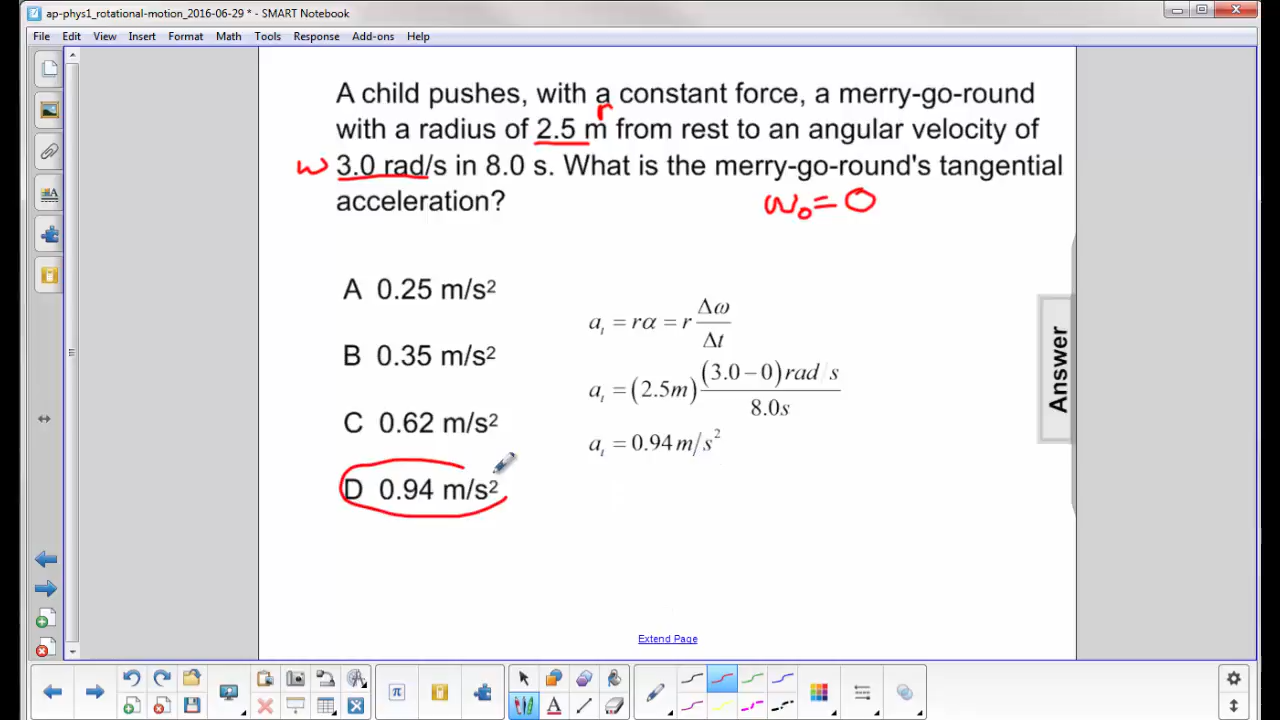 ap-phys1_rotational-motion_2016-06-29 * - SMART Notebook
File Edit View Insert Format Math Tools Response Add-ons Help
A child pushes, with a constant force, a merry-go-round
r
with a radius of 2.5 m from rest to an angular velocity of
ω 3.0 rad/s in 8.0 s. What is the merry-go-round's tangential
acceleration?
ω₀ = 0
A 0.25 m/s²
B 0.35 m/s²
C 0.62 m/s²
D 0.94 m/s²
aₜ = rα = r Δω/Δt
aₜ = (2.5m) (3.0 – 0) rad / s / 8.0s
aₜ = 0.94 m/s²
Answer
Extend Page